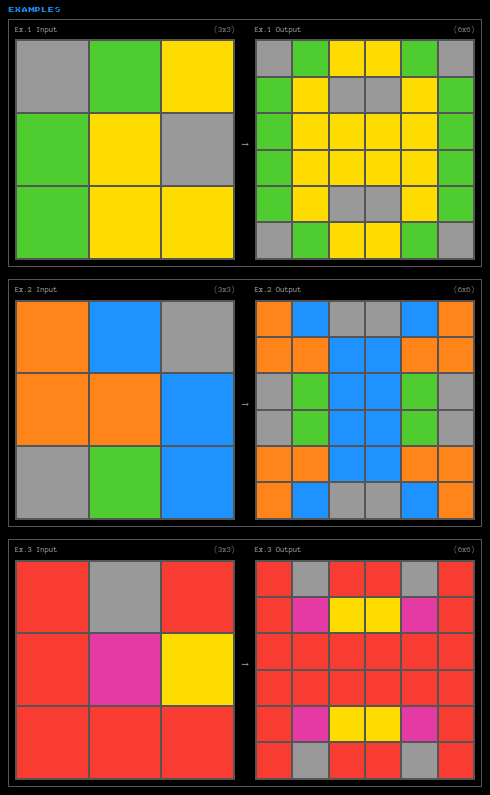 EXAMPLES
Ex.1 Input (3x3) Ex.1 Output (6x6)
→
Ex.2 Input (3x3) Ex.2 Output (6x6)
→
Ex.3 Input (3x3) Ex.3 Output (6x6)
→